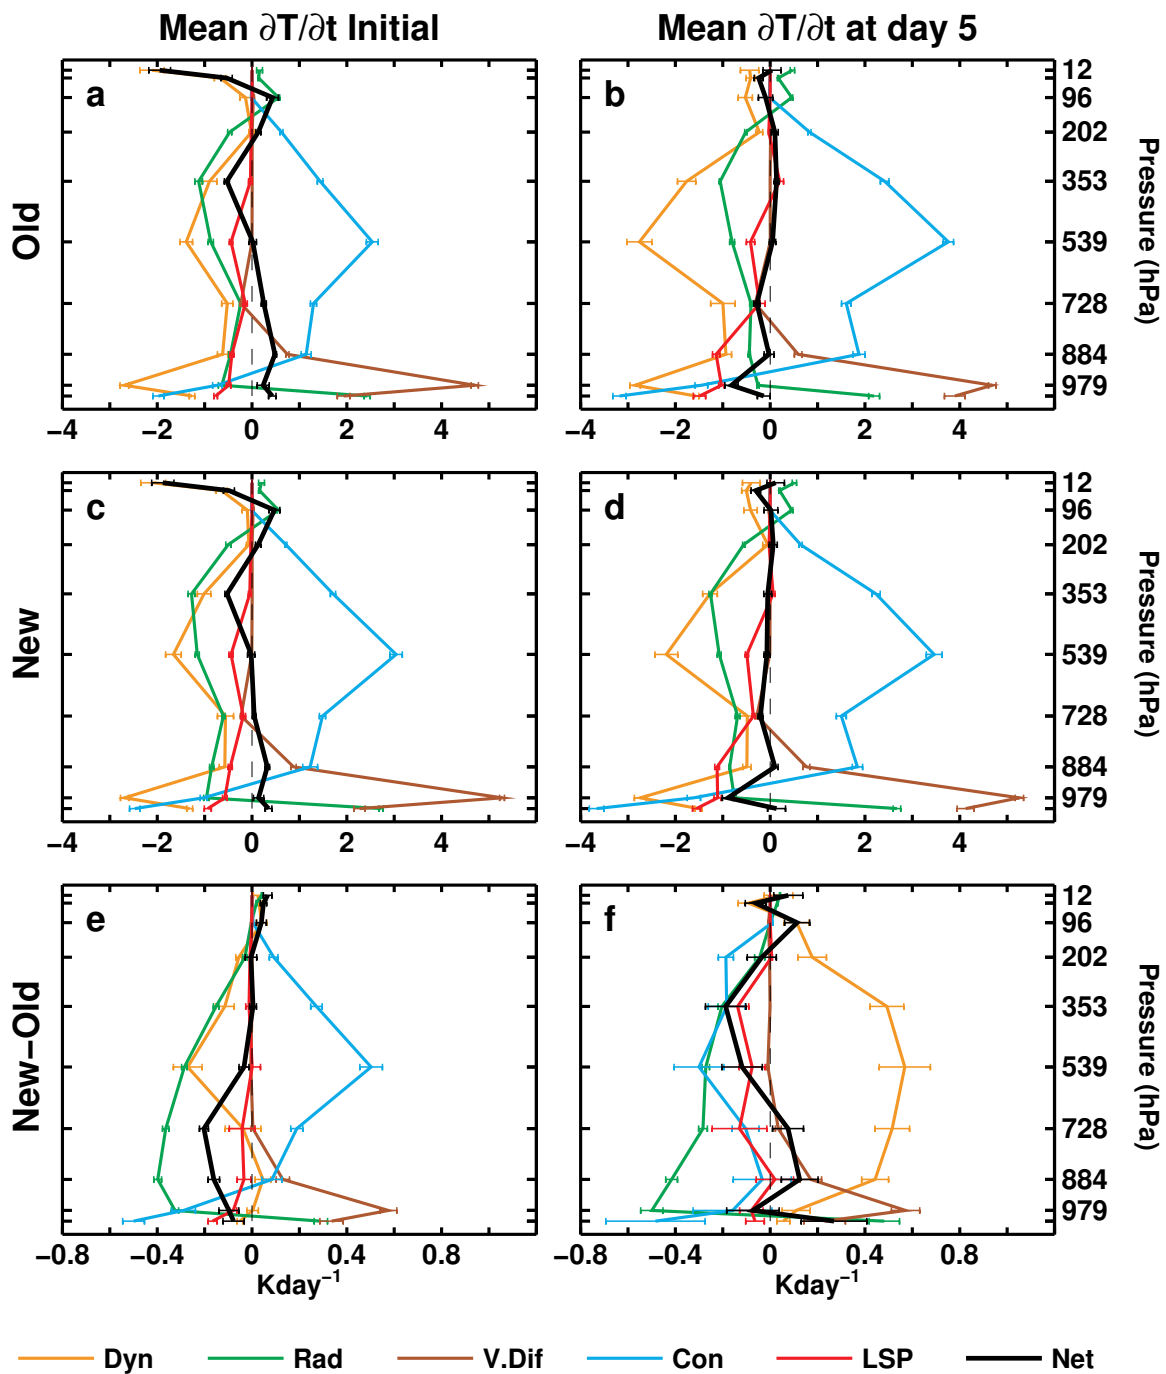 Mean ∂T/∂t Initial
Mean ∂T/∂t at day 5
a
b
12
96
202
353
539
728
884
979
Old
Pressure (hPa)
−4 −2 0 2 4
−4 −2 0 2 4
c
d
12
96
202
353
539
728
884
979
New
Pressure (hPa)
−4 −2 0 2 4
−4 −2 0 2 4
e
f
12
96
202
353
539
728
884
979
New−Old
Pressure (hPa)
−0.8 −0.4 0 0.4 0.8
−0.8 −0.4 0 0.4 0.8
Kday⁻¹
Kday⁻¹
Dyn Rad V.Dif Con LSP Net